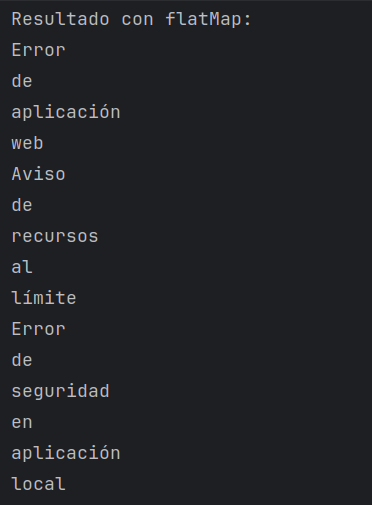 Resultado con flatMap:
Error
de
aplicación
web
Aviso
de
recursos
al
límite
Error
de
seguridad
en
aplicación
local